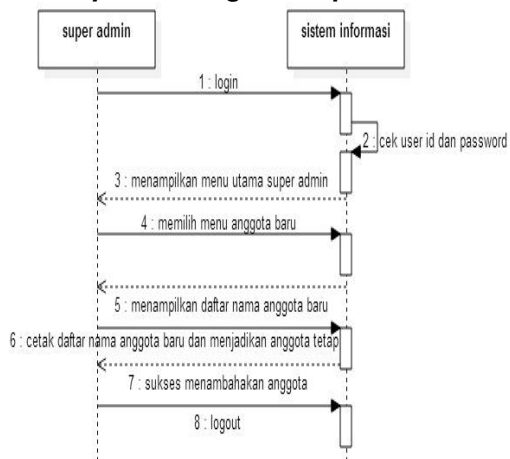 super admin
sistem informasi
1 : login
2 : cek user id dan password
3 : menampilkan menu utama super admin
4 : memilih menu anggota baru
5 : menampilkan daftar nama anggota baru
6 : cetak daftar nama anggota baru dan menjadikan anggota tetap
7 : sukses menambahakan anggota
8 : logout